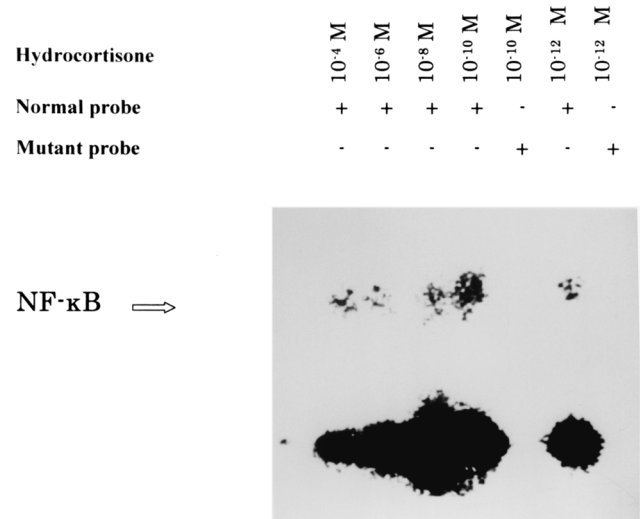 Hydrocortisone 10-4 M 10-6 M 10-8 M 10-10 M 10-10 M 10-12 M 10-12 M
Normal probe + + + + - + -
Mutant probe - - - - + - +
NF-κB